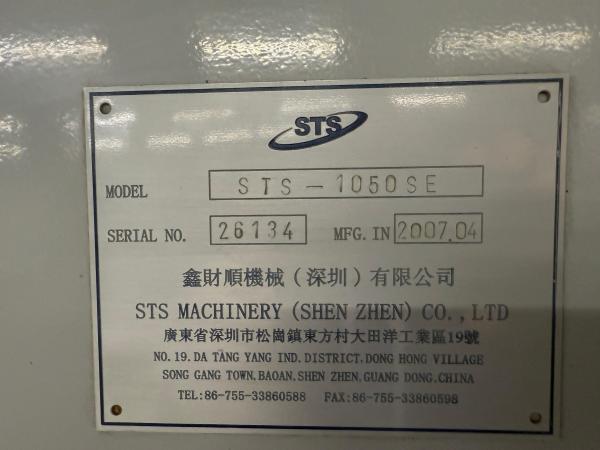 STS
MODEL STS-1050SE
SERIAL NO. 26134 MFG. IN 2007.04
鑫財順機械(深圳)有限公司
STS MACHINERY (SHEN ZHEN) CO., LTD
廣東省深圳市松崗鎮東方村大田洋工業區19號
NO. 19. DA TANG YANG IND. DISTRICT, DONG HONG VILLAGE
SONG GANG TOWN, BAOAN, SHEN ZHEN, GUANG DONG, CHINA
TEL:86-755-33860588 FAX:86-755-33860598